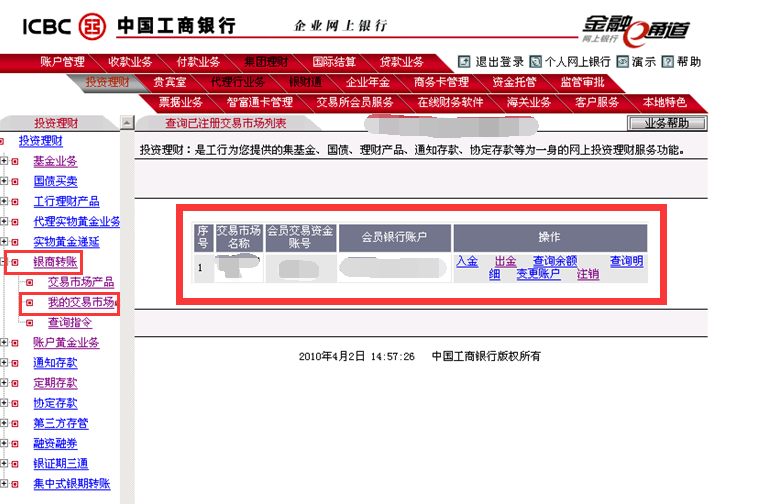 ICBC 中国工商银行 企业网上银行 金融e通道
网上银行
账户管理 收款业务 付款业务 集团理财 国际结算 贷款业务 退出登录 个人网上银行 演示 帮助
投资理财 贵宾室 代理行业务 银财通 企业年金 商务卡管理 资金托管 监管审批
票据业务 智富通卡管理 交易所会员服务 在线财务软件 海关业务 客户服务 本地特色
投资理财 查询已注册交易市场列表 业务帮助
投资理财：是工行为您提供的集基金、国债、理财产品、通知存款、协定存款等为一身的网上投资理财服务功能。
投资理财
基金业务
国债买卖
工行理财产品
代理实物黄金业务
实物黄金递延
银商转账
交易市场产品
我的交易市场
查询指令
账户黄金业务
通知存款
定期存款
协定存款
第三方存管
融资融券
银证期三通
集中式银期转账
序号 交易市场名称 会员交易资金账号 会员银行账户 操作
1 入金 出金 查询余额 查询明
细 变更账户 注销
2010年4月2日 14:57:26 中国工商银行版权所有